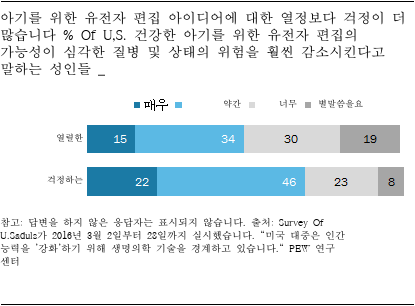 아기를 위한 유전자 편집 아이디어에 대한 열정보다 걱정이 더
많습니다 % Of U,S. 건강한 아기를 위한 유전자 편집의
가능성이 심각한 질병 및 상태의 위험을 훨씬 감소시킨다고
말하는 성인들 _
매우 약간 너무 별말씀을요
열렬한 15 34 30 19
걱정하는 22 46 23 8
참고: 답변을 하지 않은 응답자는 표시되지 않습니다. 출처: Survey Of
U.Saduls가 2016년 3월 2일부터 28일까지 실시했습니다. "미국 대중은 인간
능력을 '강화'하기 위해 생명의학 기술을 경계하고 있습니다." PEW 연구
센터